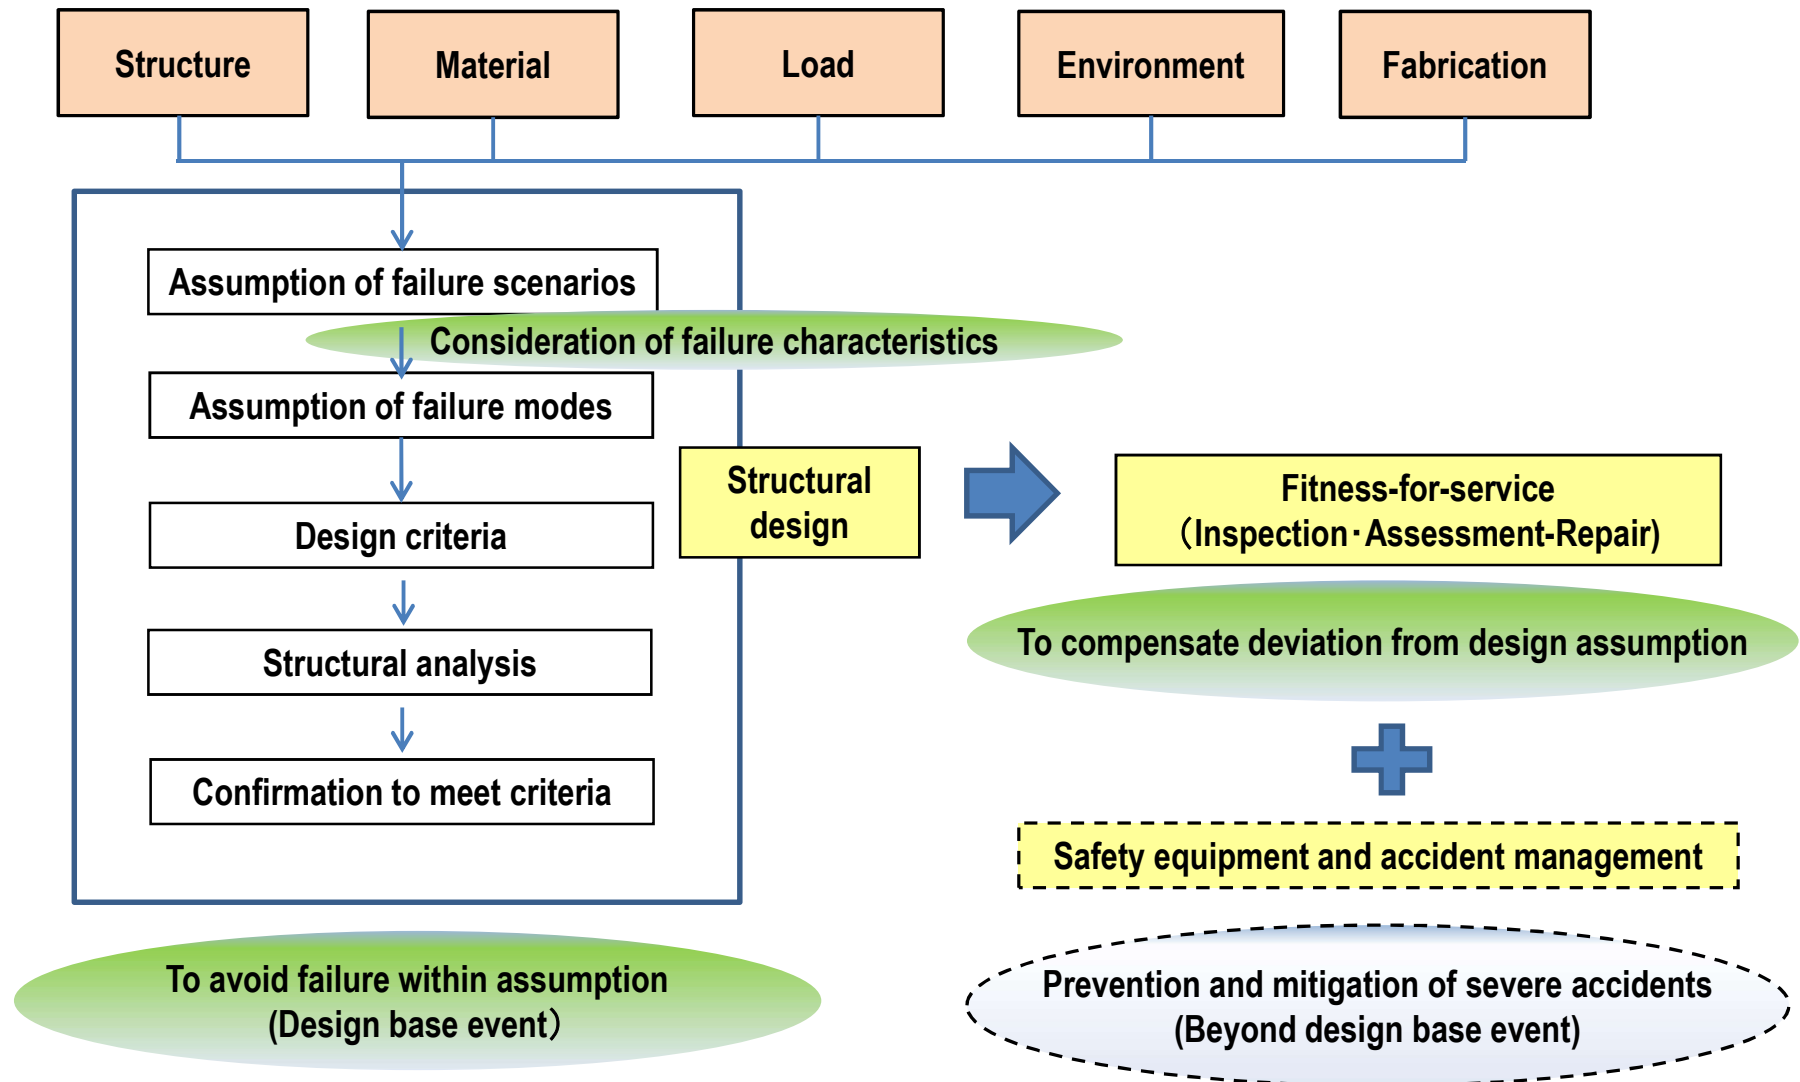 Structure
Material
Load
Environment
Fabrication
Assumption of failure scenarios
Consideration of failure characteristics
Assumption of failure modes
Design criteria
Structural analysis
Confirmation to meet criteria
Structural
design
Fitness-for-service
（Inspection・Assessment-Repair)
To compensate deviation from design assumption
Safety equipment and accident management
To avoid failure within assumption
(Design base event）
Prevention and mitigation of severe accidents
(Beyond design base event)